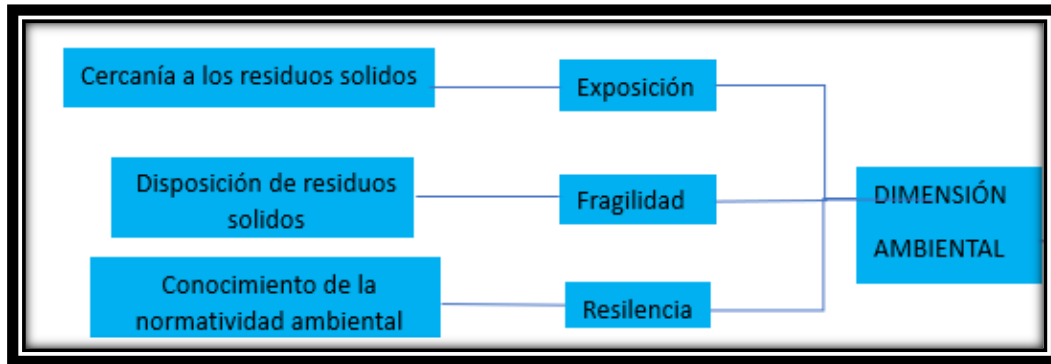 Cercanía a los residuos solidos
Exposición
Disposición de residuos
solidos
Fragilidad
Conocimiento de la
normatividad ambiental
Resilencia
DIMENSIÓN
AMBIENTAL